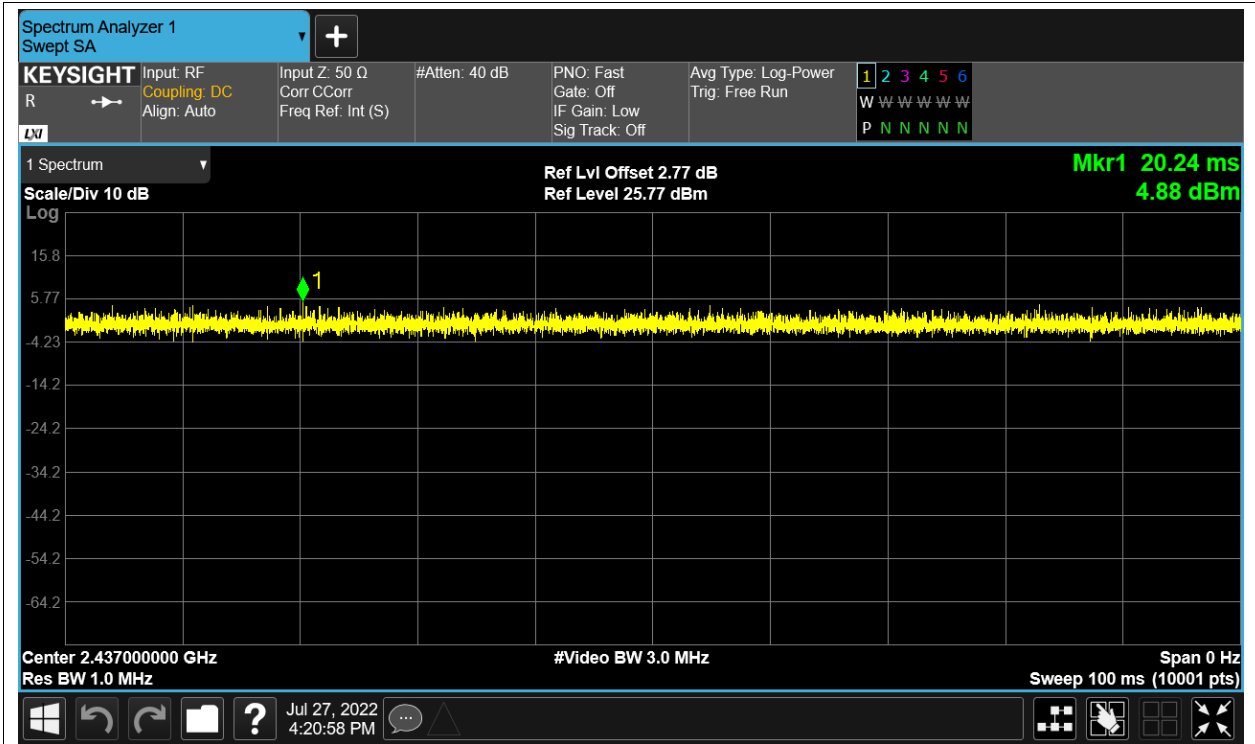 Spectrum Analyzer 1
Swept SA
+
KEYSIGHT
R
LXI
Input: RF
Coupling: DC
Align: Auto
Input Z: 50 Ω
Corr CCorr
Freq Ref: Int (S)
#Atten: 40 dB
PNO: Fast
Gate: Off
IF Gain: Low
Sig Track: Off
Avg Type: Log-Power
Trig: Free Run
1 2 3 4 5 6
W W W W W W
P N N N N N
1 Spectrum
Scale/Div 10 dB
Ref Lvl Offset 2.77 dB
Ref Level 25.77 dBm
Mkr1 20.24 ms
4.88 dBm
Log
15.8
5.77
-4.23
-14.2
-24.2
-34.2
-44.2
-54.2
-64.2
1
Center 2.437000000 GHz
Res BW 1.0 MHz
#Video BW 3.0 MHz
Span 0 Hz
Sweep 100 ms (10001 pts)
?
Jul 27, 2022
4:20:58 PM